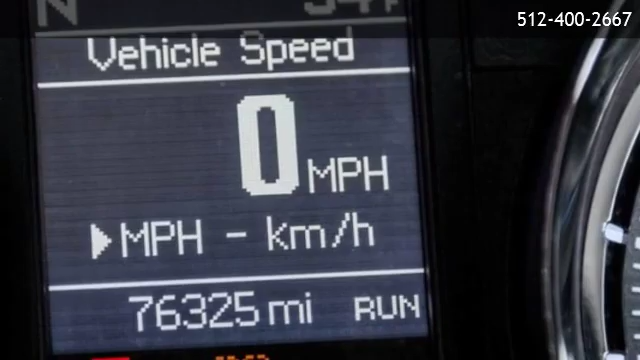 512-400-2667
N
Vehicle Speed
0 MPH
▶MPH - km/h
76325 mi RUN